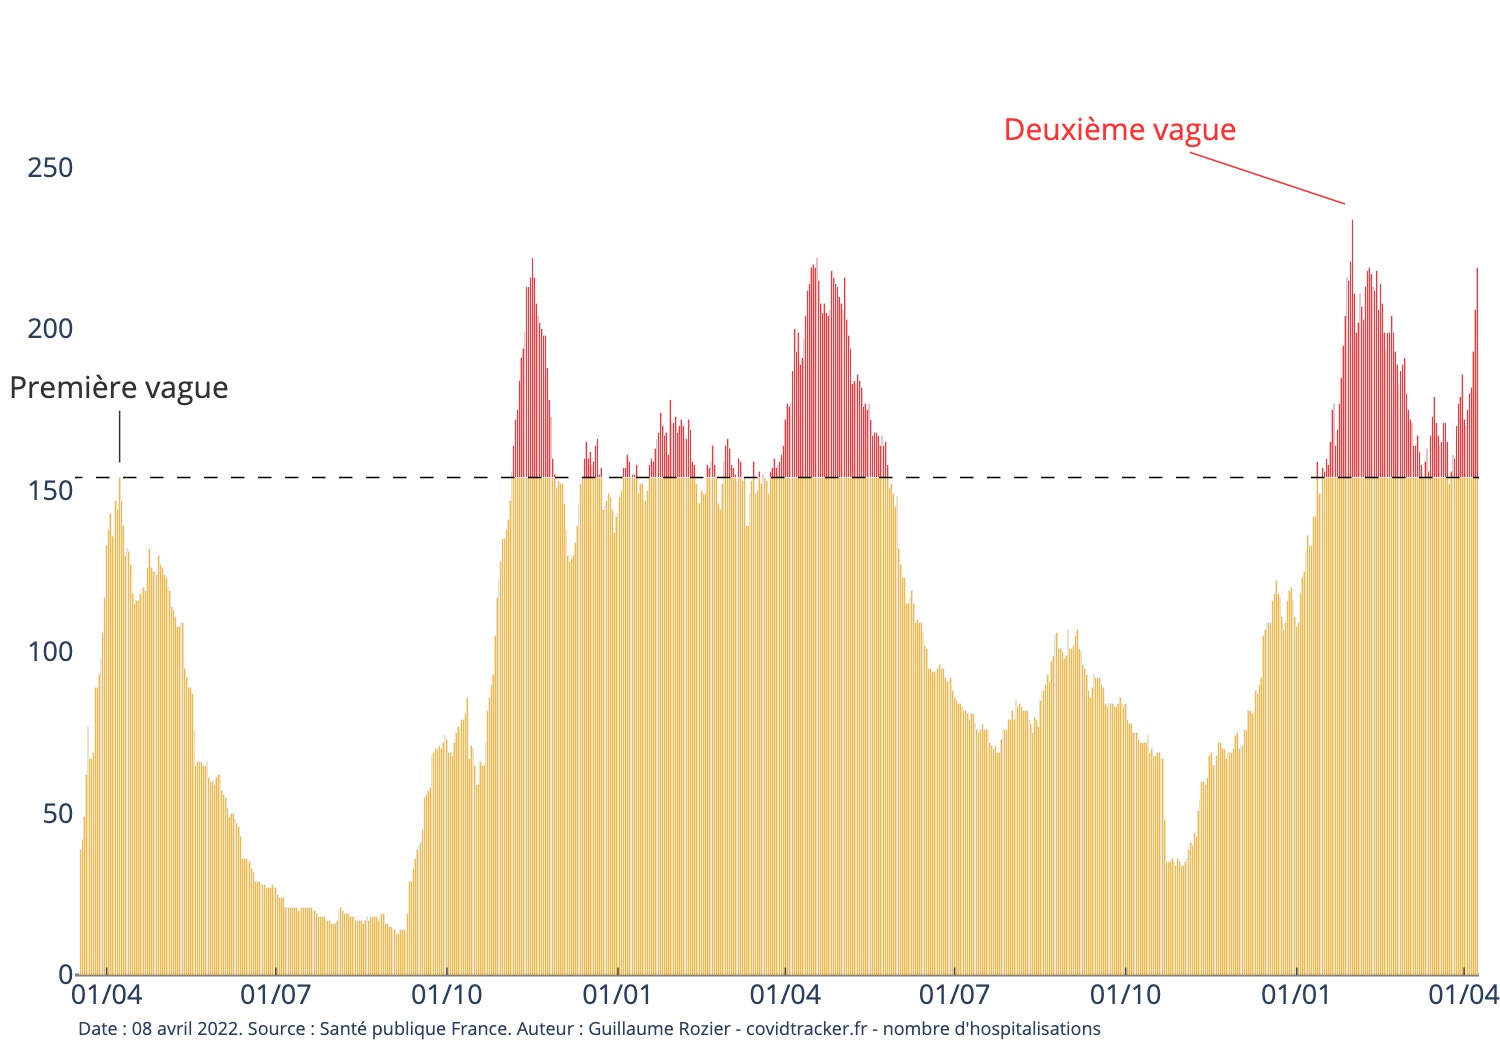 Deuxième vague
250
200
Première vague
150
100
50
0
01/04 01/07 01/10 01/01 01/04 01/07 01/10 01/01 01/04
Date : 08 avril 2022. Source : Santé publique France. Auteur : Guillaume Rozier - covidtracker.fr - nombre d'hospitalisations